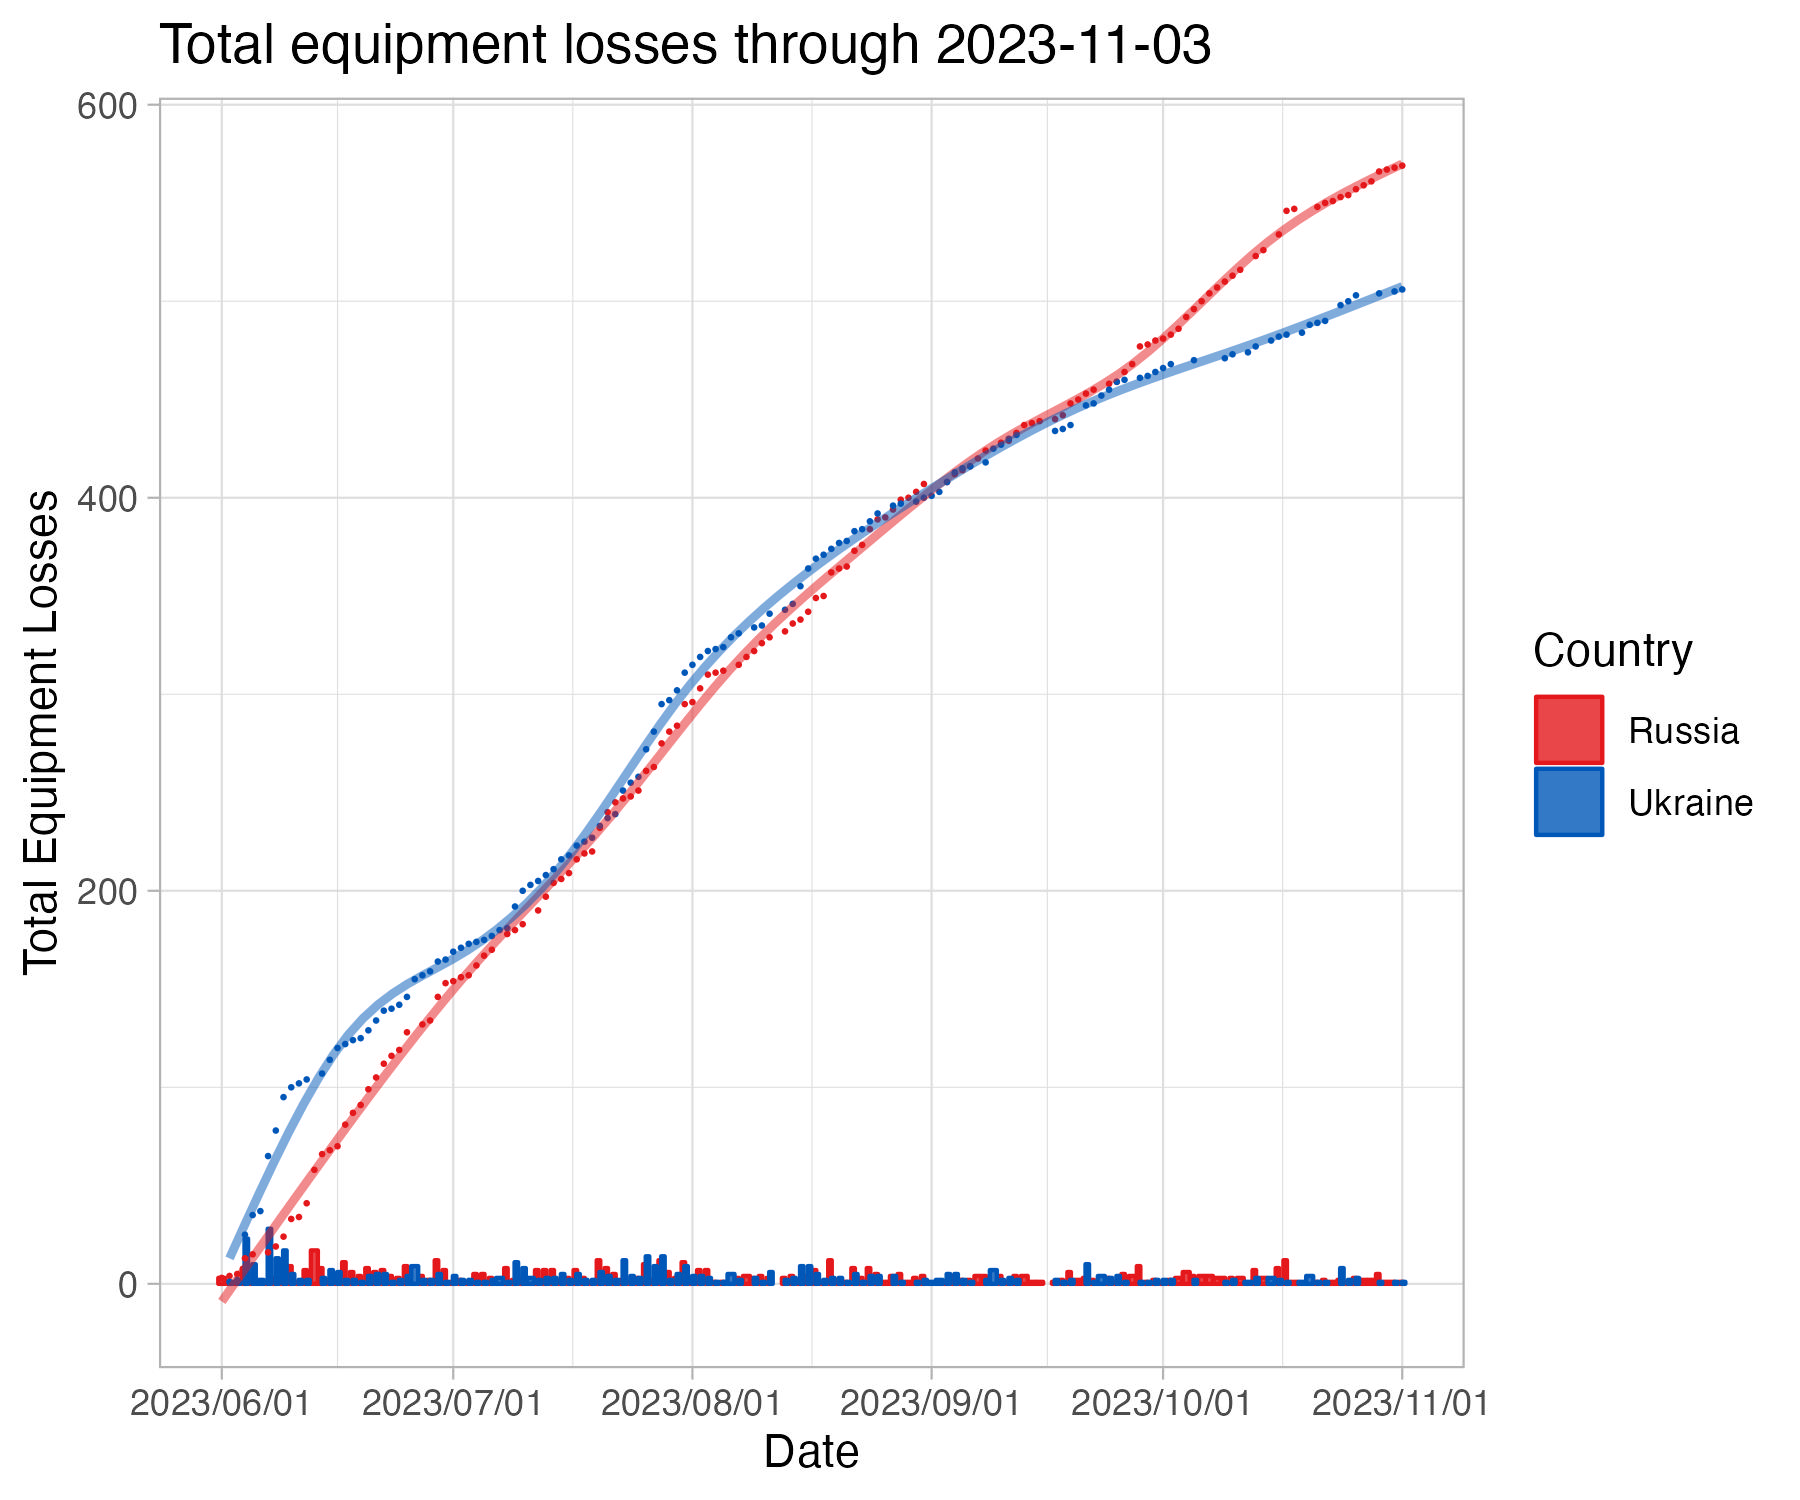 Total equipment losses through 2023-11-03
600
400
200
0
Total Equipment Losses
2023/06/01 2023/07/01 2023/08/01 2023/09/01 2023/10/01 2023/11/01
Date
Country
Russia
Ukraine